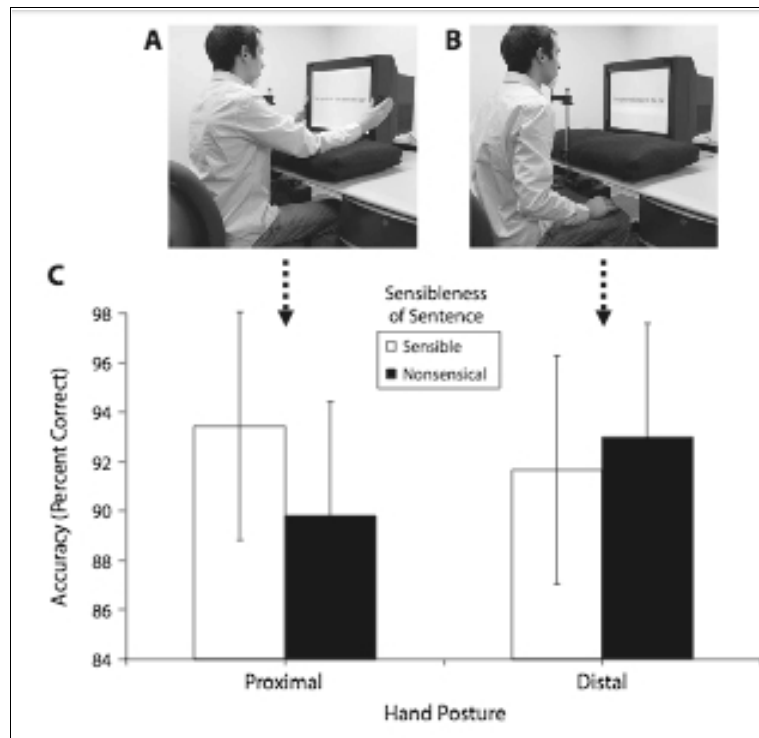 A
B
C
Sensibleness
of Sentence
Sensible
Nonsensical
98
96
94
92
90
88
86
84
Accuracy (Percent Correct)
Proximal
Distal
Hand Posture